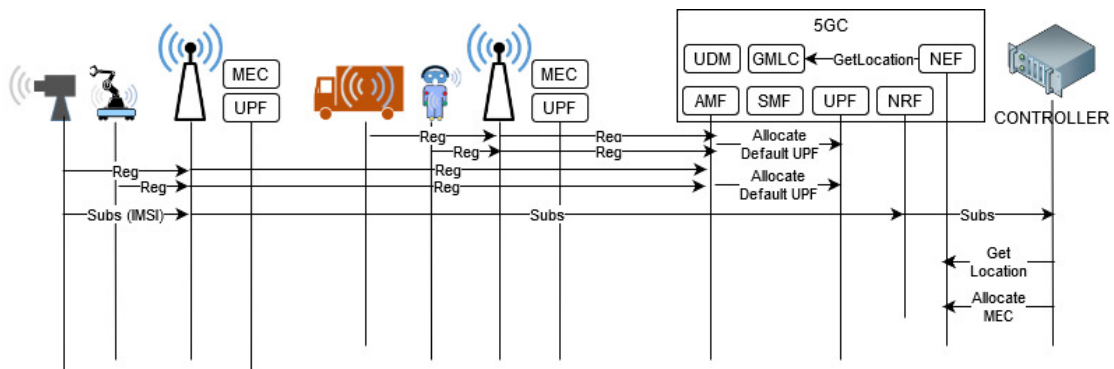 5GC
MEC
MEC
UDM
GMLC
GetLocation
NEF
UPF
UPF
AMF
SMF
UPF
NRF
CONTROLLER
Reg
Reg
Allocate
Default UPF
Reg
Reg
Reg
Reg
Allocate
Default UPF
Reg
Reg
Subs (IMSI)
Subs
Subs
Get
Location
Allocate
MEC